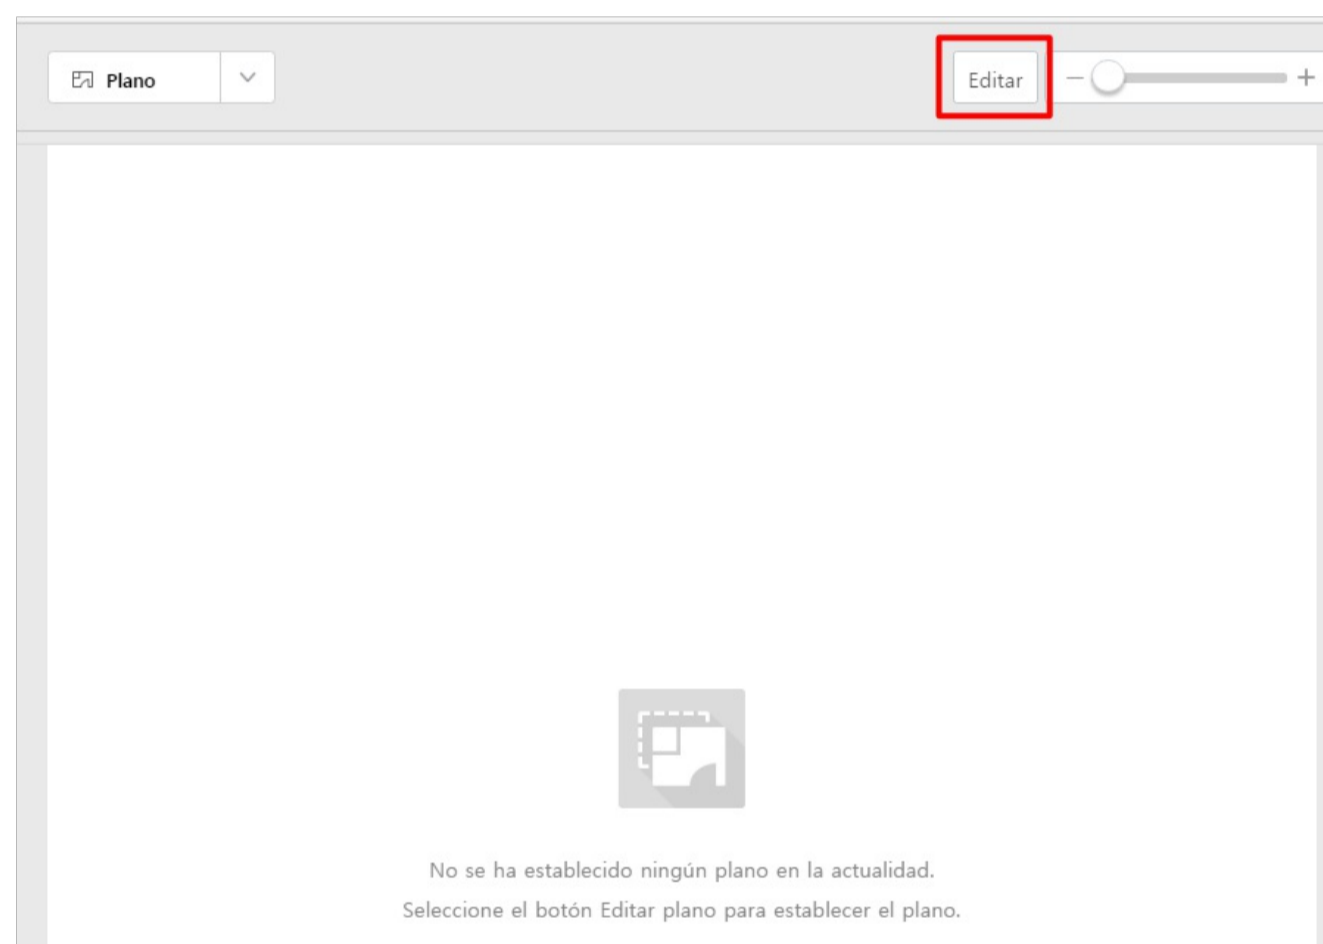 Plano
Editar
No se ha establecido ningún plano en la actualidad.
Seleccione el botón Editar plano para establecer el plano.